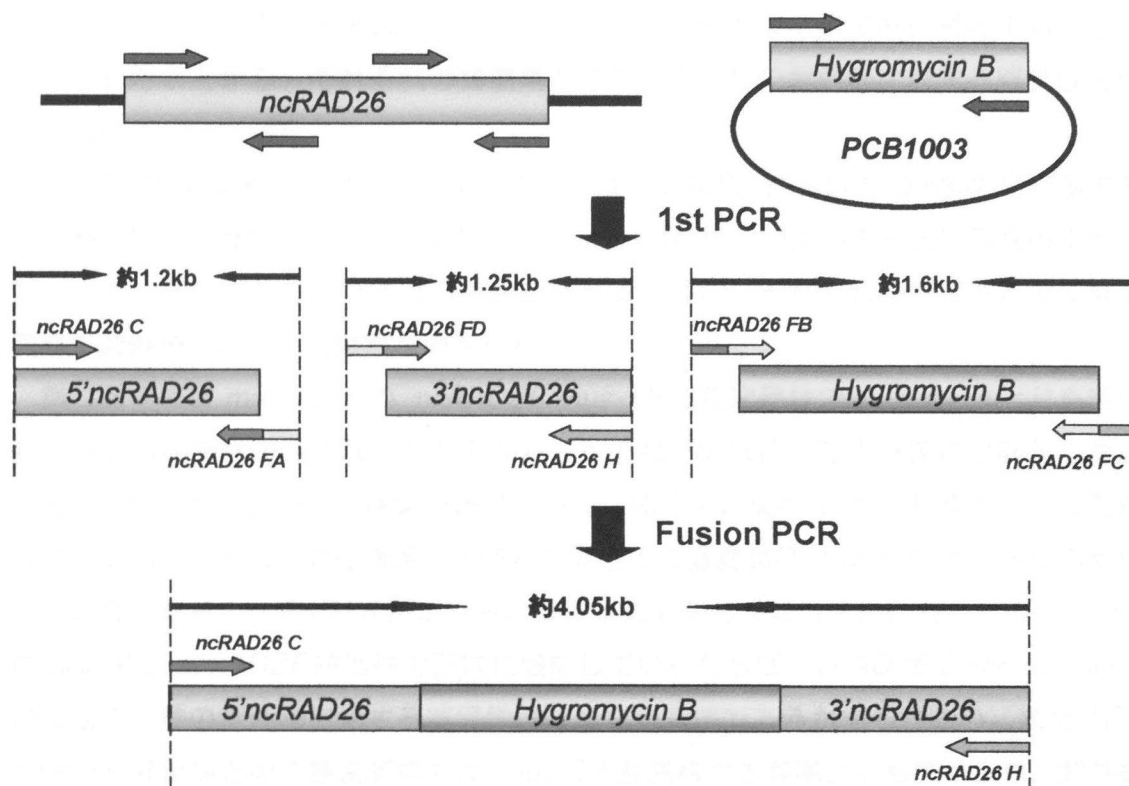 ncRAD26
Hygromycin B
PCB1003
1st PCR
約1.2kb
約1.25kb
約1.6kb
ncRAD26 C
ncRAD26 FD
ncRAD26 FB
5'ncRAD26
3'ncRAD26
Hygromycin B
ncRAD26 FA
ncRAD26 H
ncRAD26 FC
Fusion PCR
約4.05kb
ncRAD26 C
5'ncRAD26
Hygromycin B
3'ncRAD26
ncRAD26 H